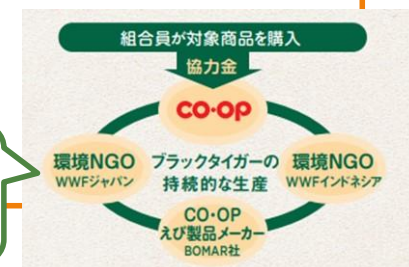 組合員が対象商品を購入
協力金
CO·OP
環境NGO
WWFジャパン
ブラックタイガーの
持続的な生産
環境NGO
WWFインドネシア
CO・OP
えび製品メーカー
BOMAR社